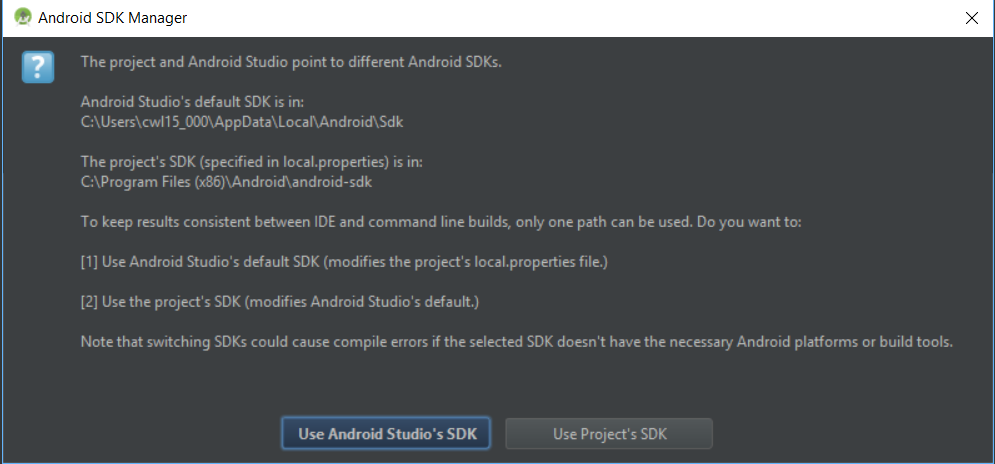 Android SDK Manager
The project and Android Studio point to different Android SDKs.
Android Studio's default SDK is in:
C:\Users\cwl15_000\AppData\Local\Android\Sdk
The project's SDK (specified in local.properties) is in:
C:\Program Files (x86)\Android\android-sdk
To keep results consistent between IDE and command line builds, only one path can be used. Do you want to:
[1] Use Android Studio's default SDK (modifies the project's local.properties file.)
[2] Use the project's SDK (modifies Android Studio's default.)
Note that switching SDKs could cause compile errors if the selected SDK doesn't have the necessary Android platforms or build tools.
Use Android Studio's SDK
Use Project's SDK